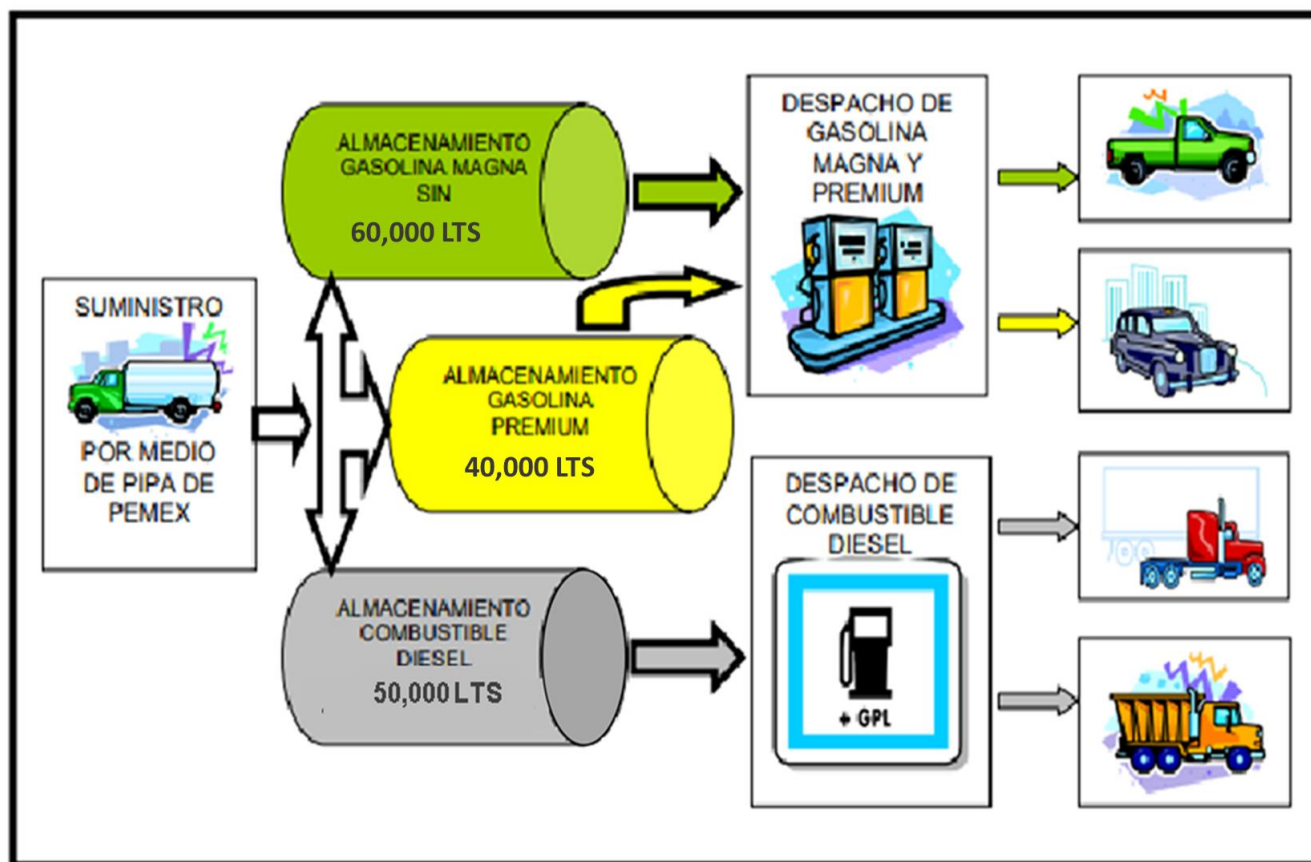 SUMINISTRO
POR MEDIO
DE PIPA DE
PEMEX
ALMACENAMIENTO
GASOLINA MAGNA
SIN
60,000 LTS
ALMACENAMIENTO
GASOLINA
PREMIUM
40,000 LTS
ALMACENAMIENTO
COMBUSTIBLE
DIESEL
50,000 LTS
DESPACHO DE
GASOLINA
MAGNA Y
PREMIUM
DESPACHO DE
COMBUSTIBLE
DIESEL
+ GPL